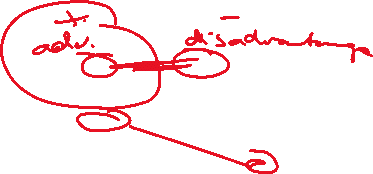 + –
adv. disadvantage